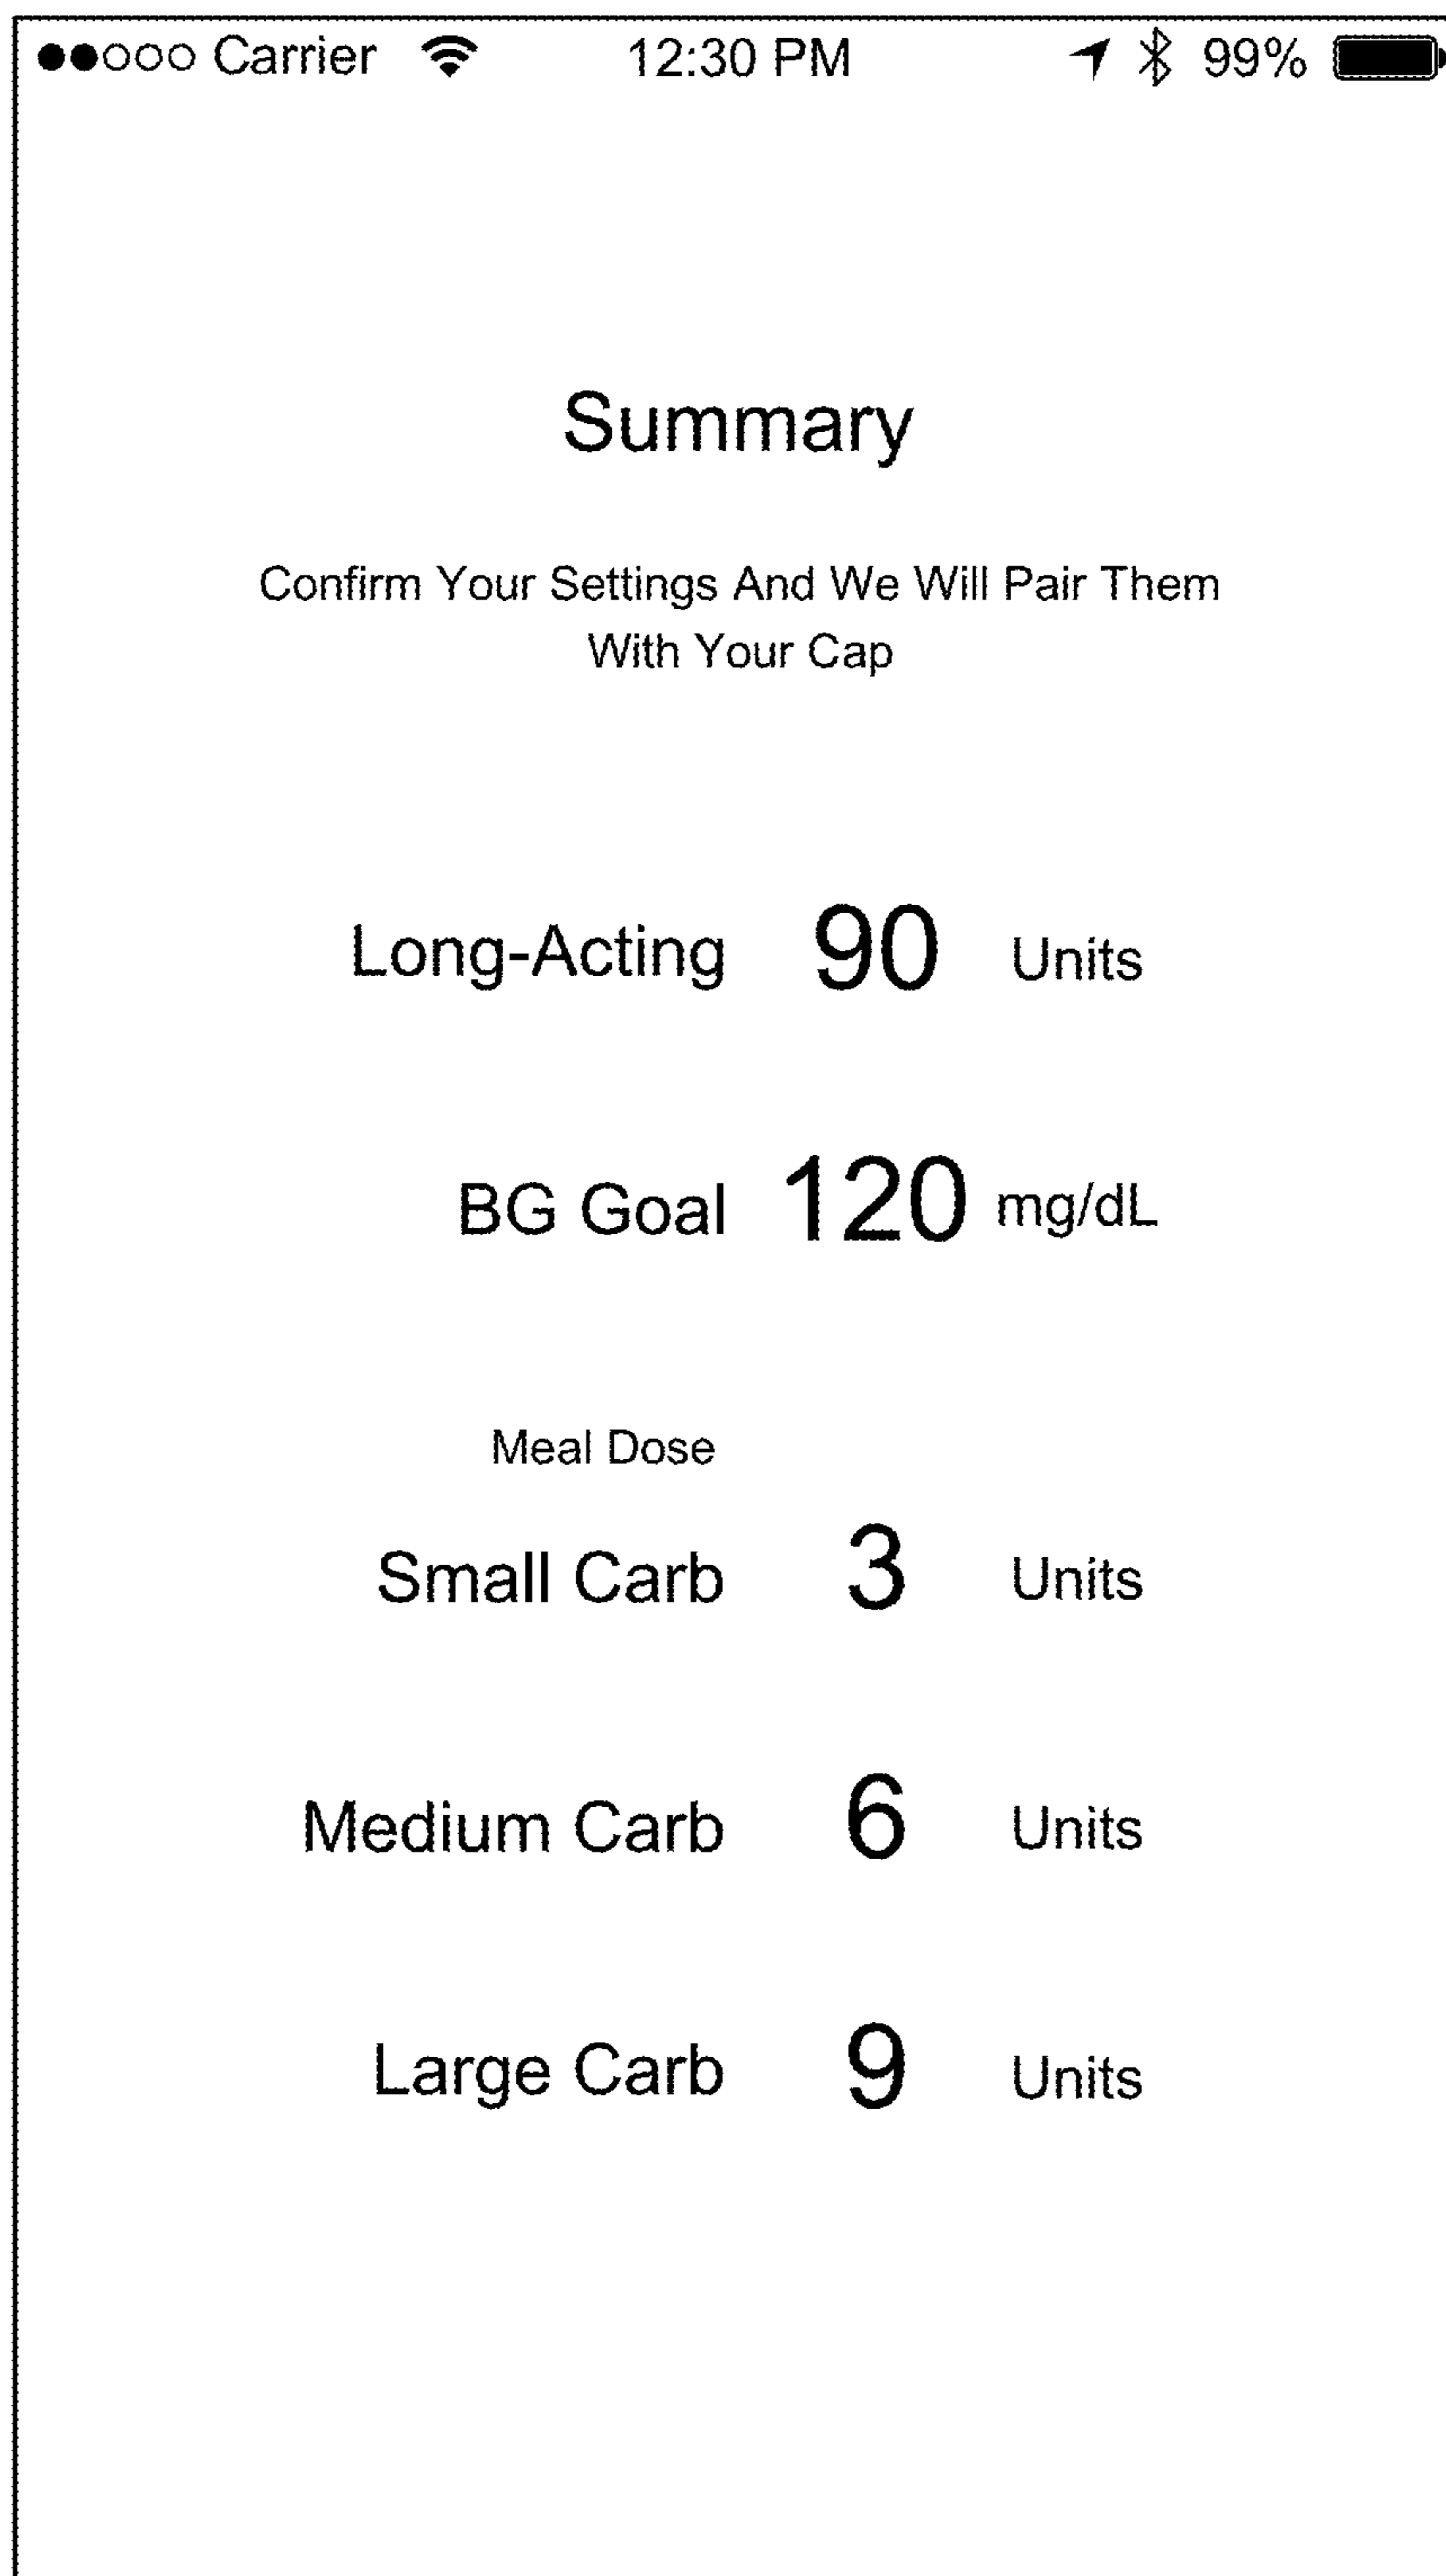 Carrier 12:30 PM 99%
Summary
Confirm Your Settings And We Will Pair Them
With Your Cap
Long-Acting 90 Units
BG Goal 120 mg/dL
Meal Dose
Small Carb 3 Units
Medium Carb 6 Units
Large Carb 9 Units